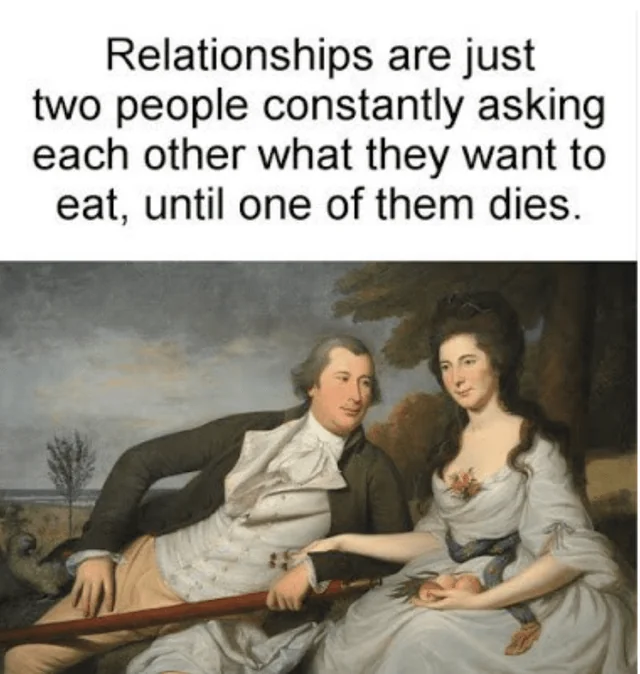 Relationships are just
two people constantly asking
each other what they want to
eat, until one of them dies.